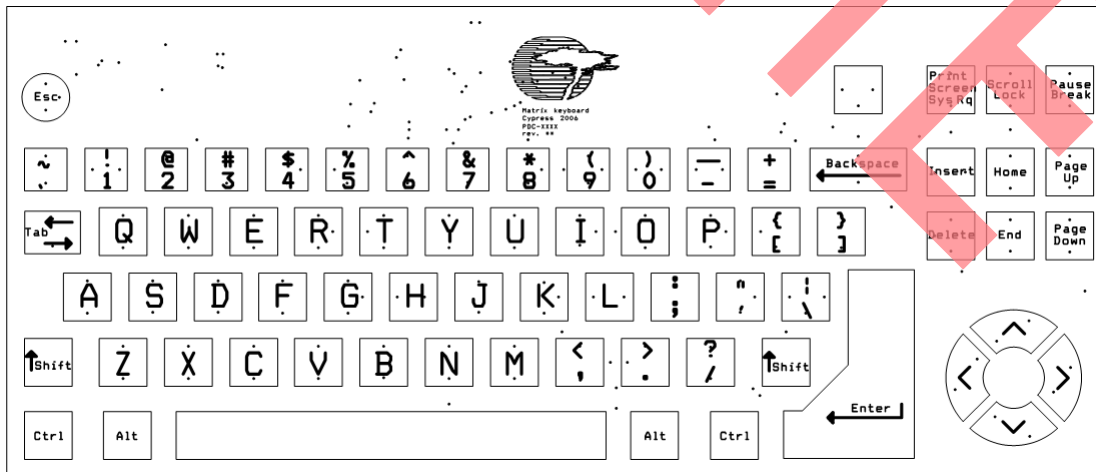 Matrix keyboard
Cypress 2006
PDC-XXXX
rev. **
Esc
Print Screen SysRq
Scroll Lock
Pause Break
~ `
! 1
@ 2
# 3
$ 4
% 5
^ 6
& 7
* 8
( 9
) 0
— -
+ =
Backspace
Insert
Home
Page Up
Tab
Q W E R T Y U I O P { [ } ]
Delete
End
Page Down
A S D F G H J K L : ; " ' ¦ \
Shift
Z X C V B N M < , > . ? /
Shift
Enter
Ctrl
Alt
Alt
Ctrl